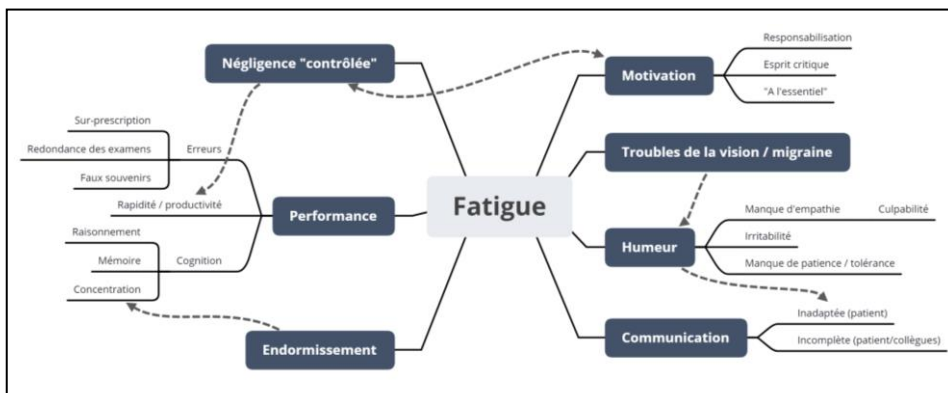 Négligence "contrôlée"
Sur-prescription
Redondance des examens
Faux souvenirs
Erreurs
Rapidité / productivité
Performance
Raisonnement
Mémoire
Concentration
Cognition
Endormissement
Fatigue
Motivation
Responsabilisation
Esprit critique
"A l'essentiel"
Troubles de la vision / migraine
Humeur
Manque d'empathie
Culpabilité
Irritabilité
Manque de patience / tolérance
Communication
Inadaptée (patient)
Incomplète (patient/collègues)